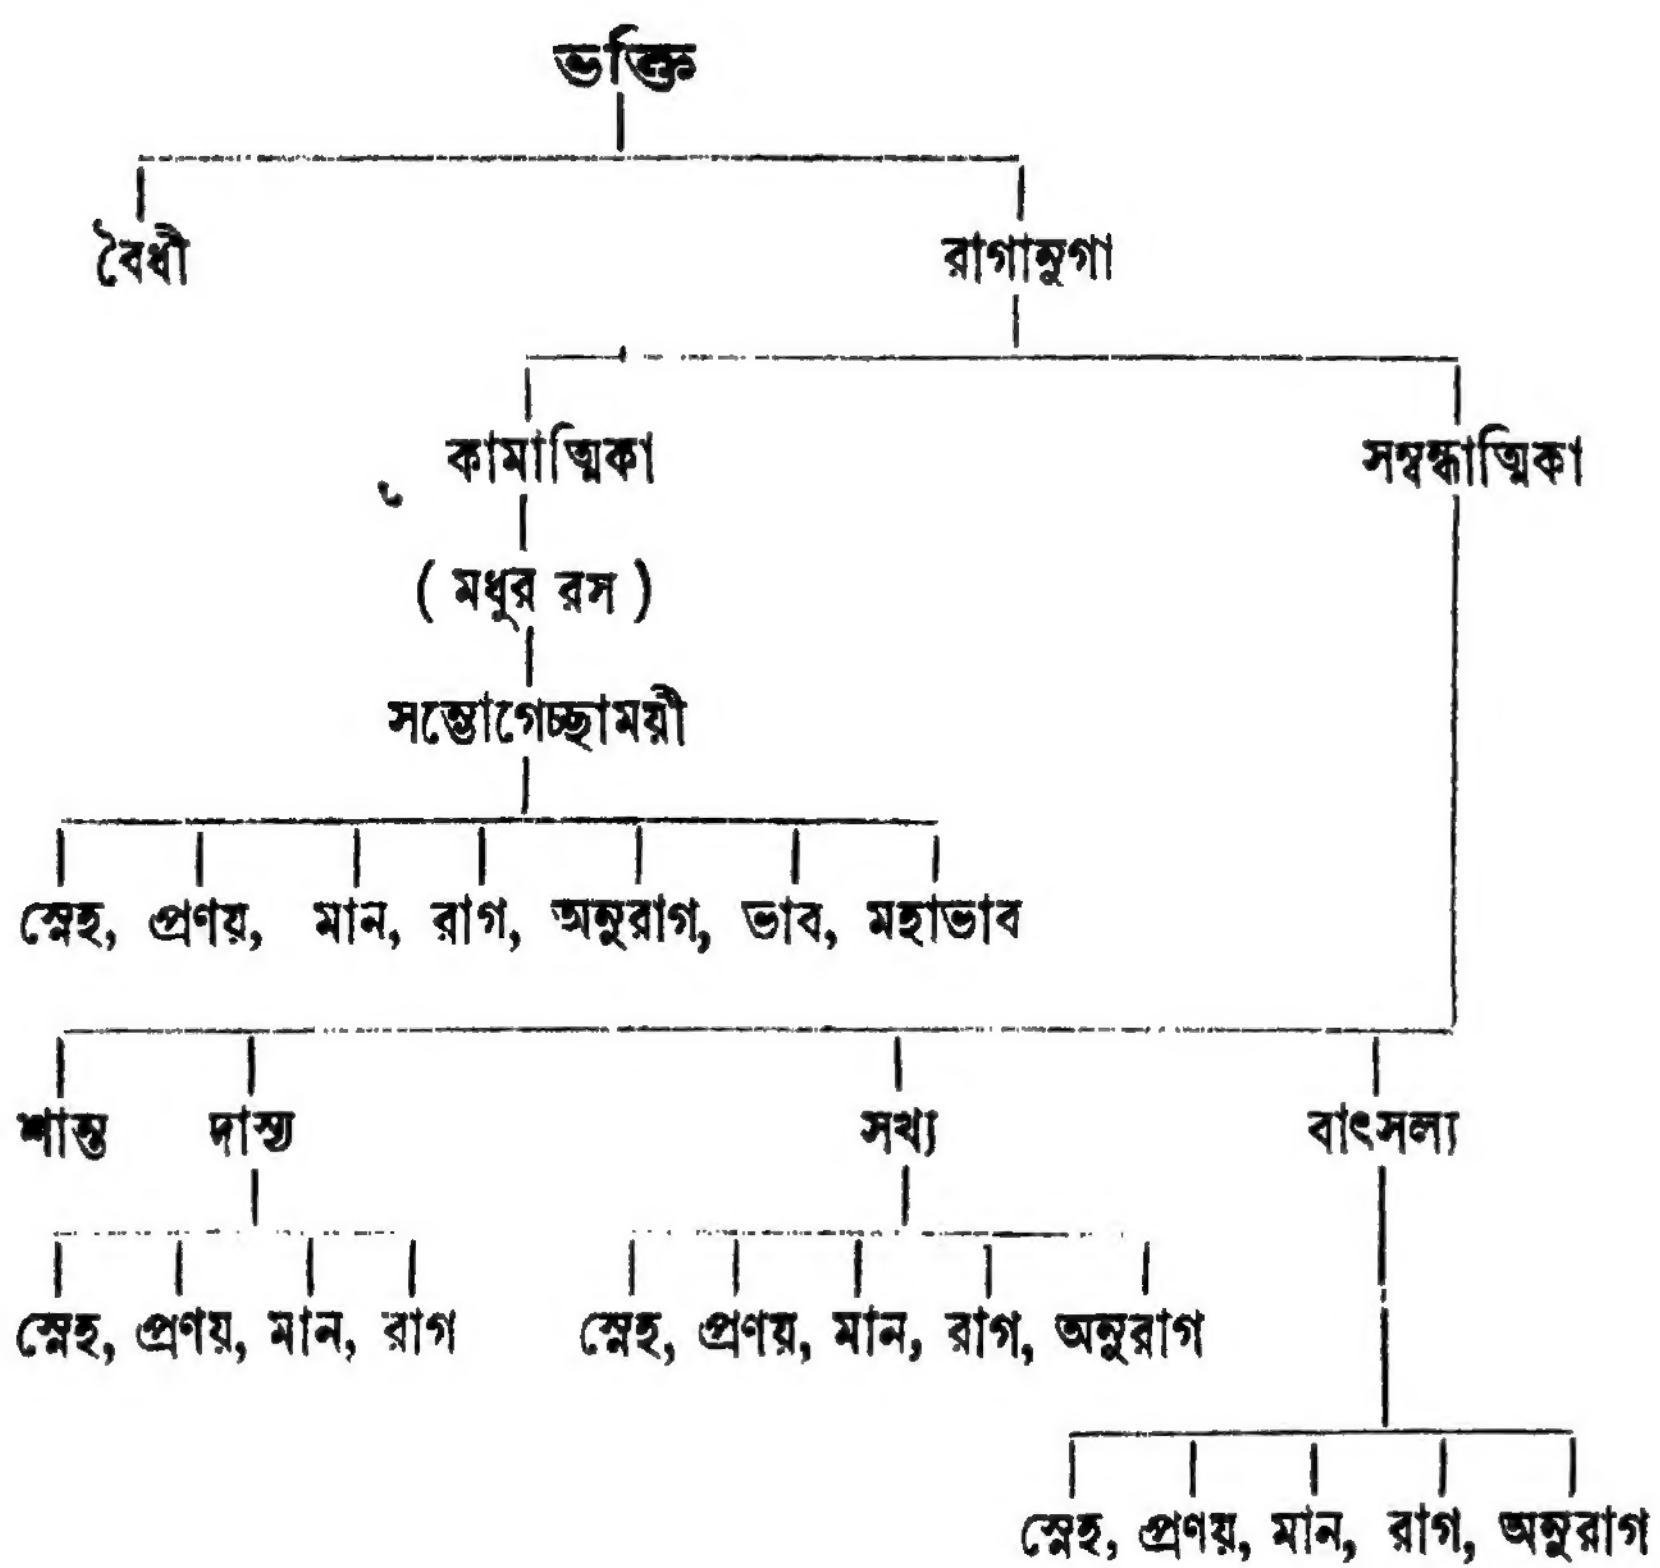 ভক্তি
বৈধী রাগানুগা
কামাত্মিকা সম্বন্ধাত্মিকা
( মধুর রস )
সম্ভোগেচ্ছাময়ী
স্নেহ, প্রণয়, মান, রাগ, অনুরাগ, ভাব, মহাভাব
শান্ত দাস্য সখ্য বাৎসল্য
স্নেহ, প্রণয়, মান, রাগ স্নেহ, প্রণয়, মান, রাগ, অনুরাগ
স্নেহ, প্রণয়, মান, রাগ, অনুরাগ